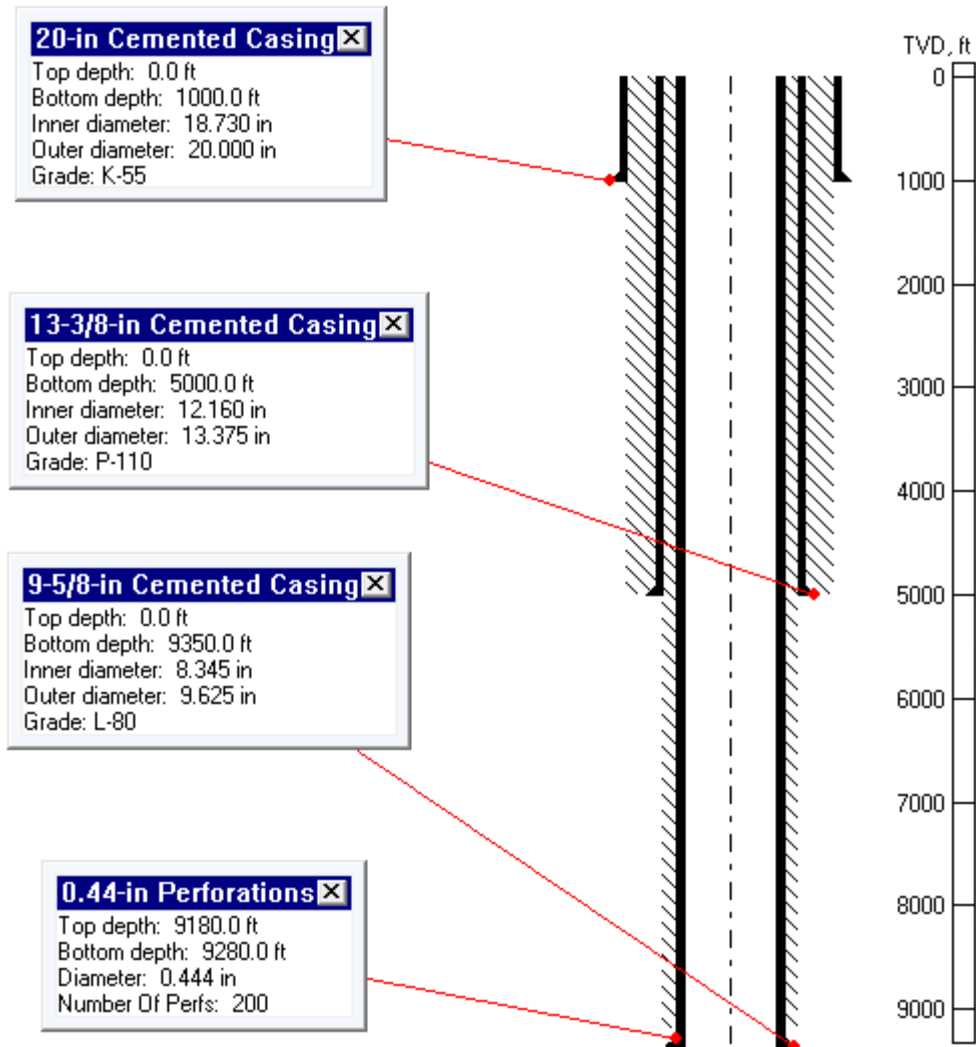 20-in Cemented Casing
Top depth: 0.0 ft
Bottom depth: 1000.0 ft
Inner diameter: 18.730 in
Outer diameter: 20.000 in
Grade: K-55
13-3/8-in Cemented Casing
Top depth: 0.0 ft
Bottom depth: 5000.0 ft
Inner diameter: 12.160 in
Outer diameter: 13.375 in
Grade: P-110
9-5/8-in Cemented Casing
Top depth: 0.0 ft
Bottom depth: 9350.0 ft
Inner diameter: 8.345 in
Outer diameter: 9.625 in
Grade: L-80
0.44-in Perforations
Top depth: 9180.0 ft
Bottom depth: 9280.0 ft
Diameter: 0.444 in
Number Of Perfs: 200
TVD, ft
0
1000
2000
3000
4000
5000
6000
7000
8000
9000